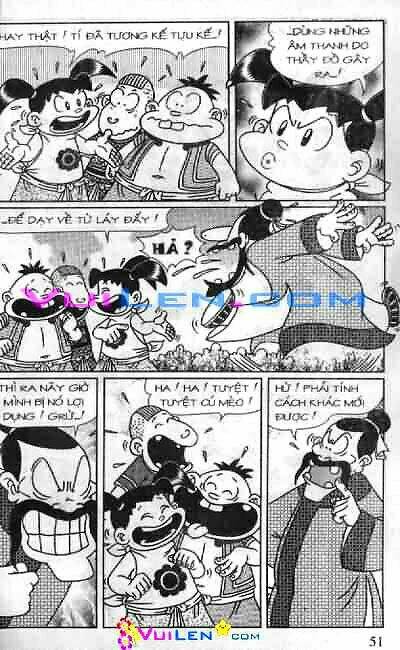 HAY THẬT! TÍ ĐÃ TƯƠNG KẾ TỰU KẾ..!
..DÙNG NHỮNG
ÂM THANH DO
THẦY ĐỒ GÂY
RA..!
..ĐỂ DẠY VỀ TỪ LÁY ĐẤY!
HẢ?
VUILEN.COM
THÌ RA NÃY GIỜ
MÌNH BỊ NÓ LỢI
DỤNG! GRỪ...!
HA! HA! TUYỆT!
TUYỆT CÚ MÈO!
HỪ! PHẢI TÍNH
CÁCH KHÁC MỚI
ĐƯỢC!
51
VUILEN.COM